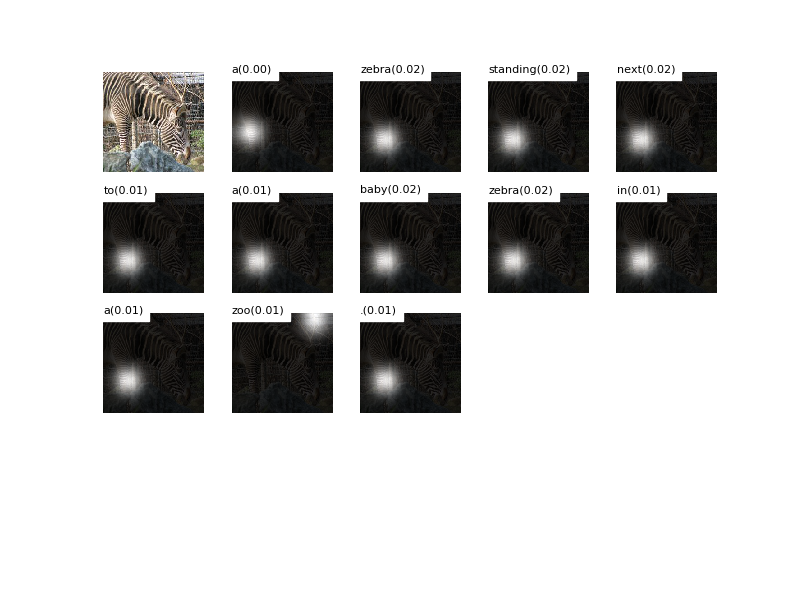 a(0.00) zebra(0.02) standing(0.02) next(0.02)
to(0.01) a(0.01) baby(0.02) zebra(0.02) in(0.01)
a(0.01) zoo(0.01) .(0.01)